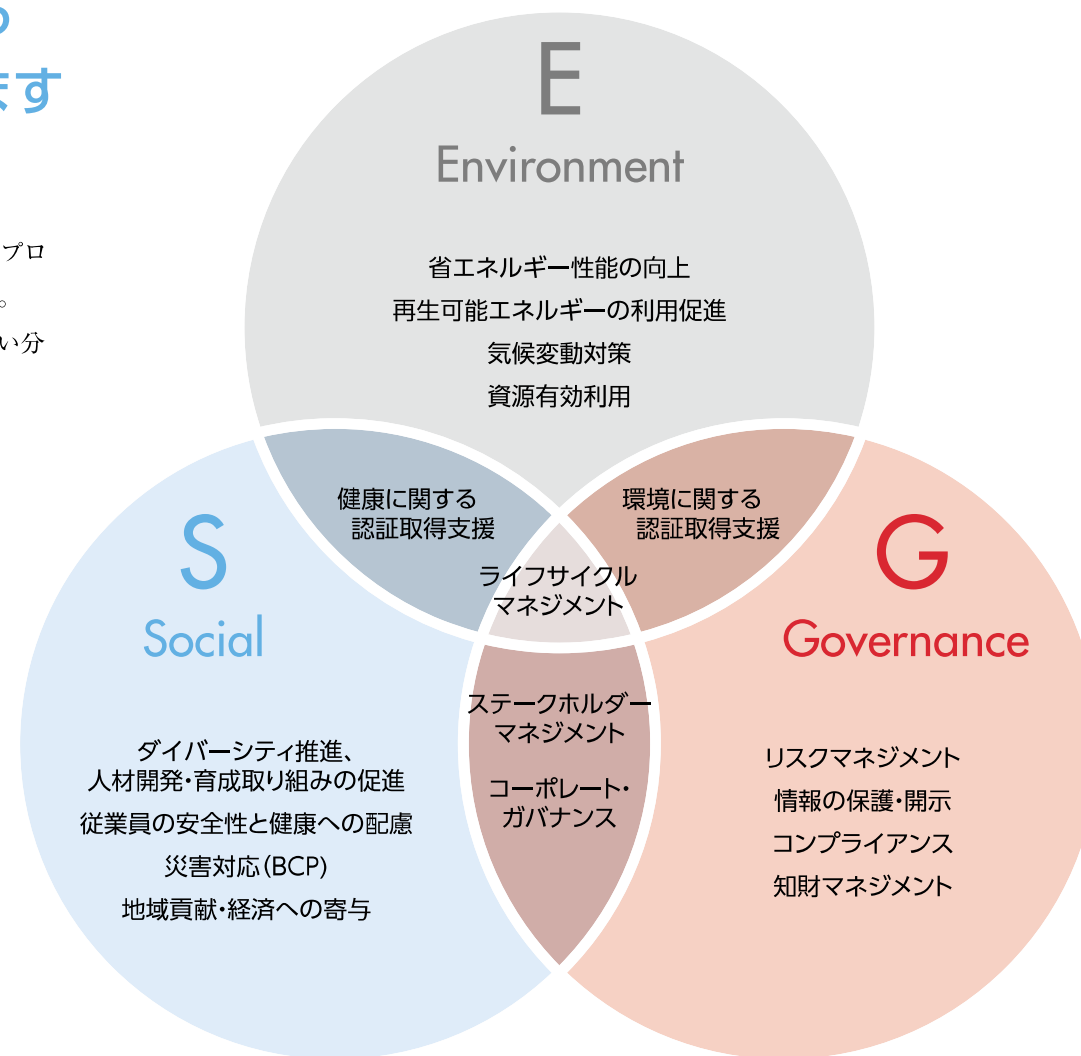 ます
プロ
。
い分
E
Environment
省エネルギー性能の向上
再生可能エネルギーの利用促進
気候変動対策
資源有効利用
健康に関する
認証取得支援
環境に関する
認証取得支援
ライフサイクル
マネジメント
S
Social
ダイバーシティ推進、
人材開発・育成取り組みの促進
従業員の安全性と健康への配慮
災害対応(BCP)
地域貢献・経済への寄与
ステークホルダー
マネジメント
コーポレート・
ガバナンス
G
Governance
リスクマネジメント
情報の保護・開示
コンプライアンス
知財マネジメント